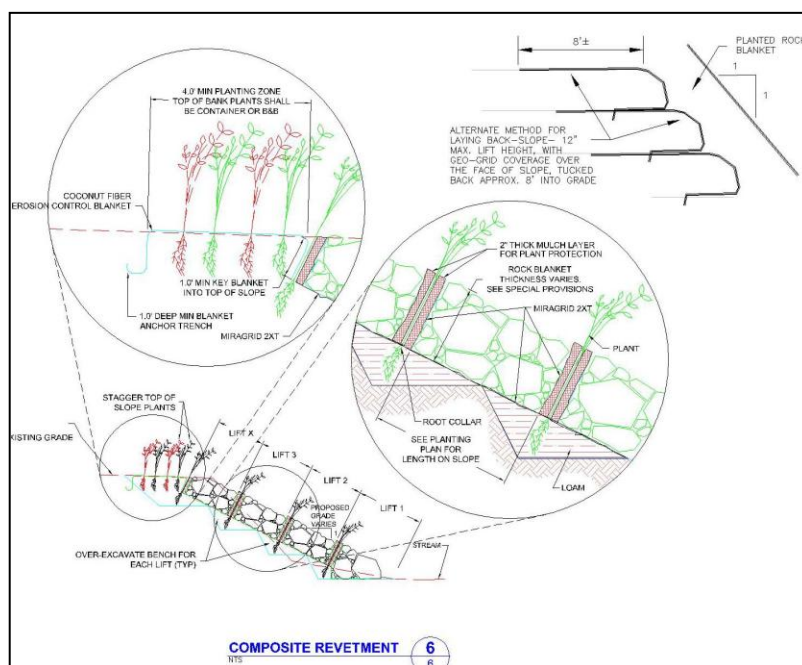 8'±
PLANTED ROCK
BLANKET
1
1
ALTERNATE METHOD FOR
LAYING BACK-SLOPE- 12"
MAX. LIFT HEIGHT, WITH
GEO-GRID COVERAGE OVER
THE FACE OF SLOPE, TUCKED
BACK APPROX. 8' INTO GRADE
4.0' MIN PLANTING ZONE
TOP OF BANK PLANTS SHALL
BE CONTAINER OR B&B
COCONUT FIBER
EROSION CONTROL BLANKET
1.0' MIN KEY BLANKET
INTO TOP OF SLOPE
1.0' DEEP MIN BLANKET
ANCHOR TRENCH
MIRAGRID 2XT
2" THICK MULCH LAYER
FOR PLANT PROTECTION
ROCK BLANKET
THICKNESS VARIES.
SEE SPECIAL PROVISIONS
MIRAGRID 2XT
PLANT
ROOT COLLAR
SEE PLANTING
PLAN FOR
LENGTH ON SLOPE
LOAM
STAGGER TOP OF
SLOPE PLANTS
XISTING GRADE
LIFT X
LIFT 3
LIFT 2
LIFT 1
PROPOSED
GRADE
VARIES
STREAM
OVER-EXCAVATE BENCH FOR
EACH LIFT (TYP)
COMPOSITE REVETMENT
NTS
6
6